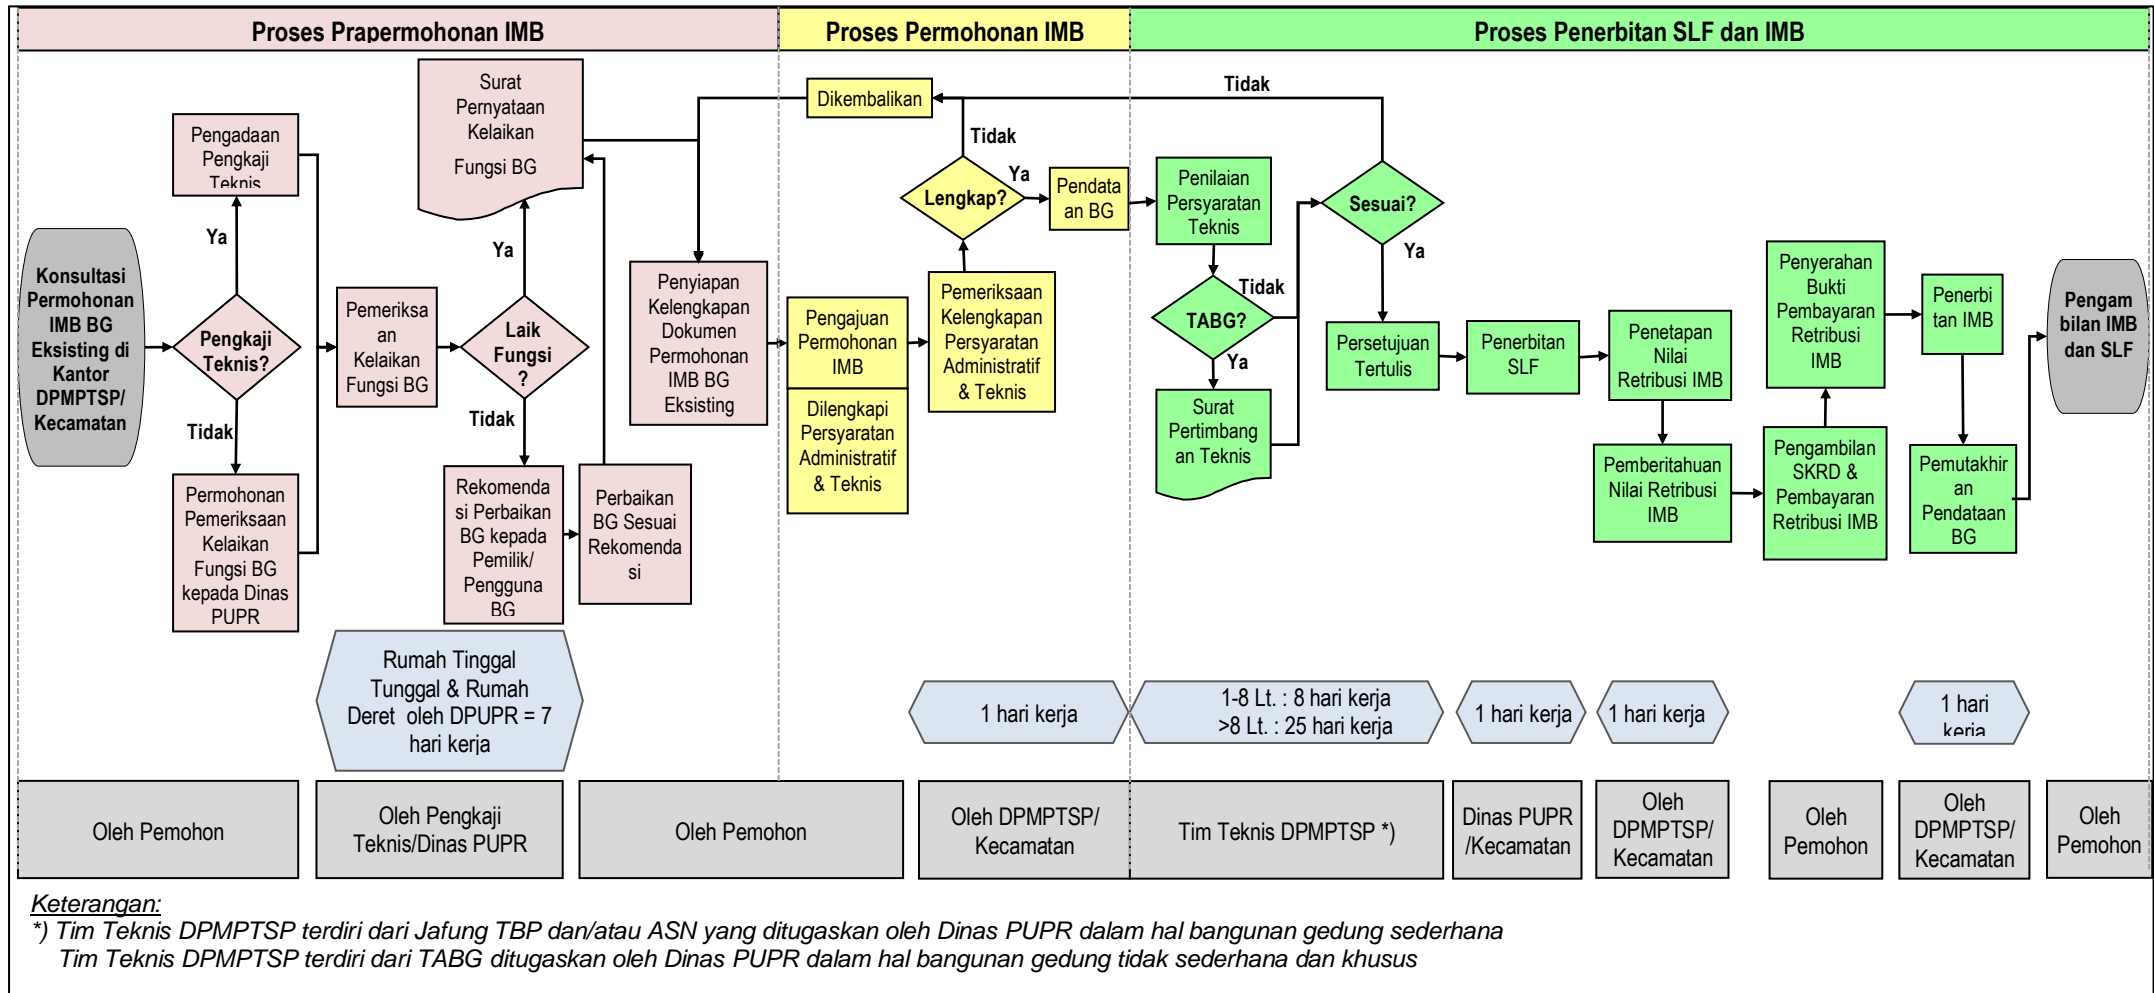 Proses Prapermohonan IMB
Proses Permohonan IMB
Proses Penerbitan SLF dan IMB
Konsultasi
Permohonan
IMB BG
Eksisting di
Kantor
DPMPTSP/
Kecamatan
Pengadaan
Pengkaji
Teknis
Ya
Pengkaji
Teknis?
Tidak
Permohonan
Pemeriksaan
Kelaikan
Fungsi BG
kepada Dinas
PUPR
Pemeriksa
an
Kelaikan
Fungsi BG
Surat
Pernyataan
Kelaikan
Fungsi BG
Ya
Laik
Fungsi
?
Tidak
Rekomenda
si Perbaikan
BG kepada
Pemilik/
Pengguna
BG
Perbaikan
BG Sesuai
Rekomenda
si
Penyiapan
Kelengkapan
Dokumen
Permohonan
IMB BG
Eksisting
Dikembalikan
Pengajuan
Permohonan
IMB
Dilengkapi
Persyaratan
Administratif
& Teknis
Tidak
Lengkap?
Ya
Pemeriksaan
Kelengkapan
Persyaratan
Administratif
& Teknis
Pendata
an BG
Tidak
Penilaian
Persyaratan
Teknis
Tidak
TABG?
Ya
Surat
Pertimbang
an Teknis
Sesuai?
Ya
Persetujuan
Tertulis
Penerbitan
SLF
Penetapan
Nilai
Retribusi IMB
Pemberitahuan
Nilai Retribusi
IMB
Pengambilan
SKRD &
Pembayaran
Retribusi IMB
Penyerahan
Bukti
Pembayaran
Retribusi
IMB
Penerbi
tan IMB
Pemutakhir
an
Pendataan
BG
Pengam
bilan IMB
dan SLF
Rumah Tinggal
Tunggal & Rumah
Deret oleh DPUPR = 7
hari kerja
1 hari kerja
1-8 Lt. : 8 hari kerja
>8 Lt. : 25 hari kerja
1 hari kerja
1 hari kerja
1 hari
kerja
Oleh Pemohon
Oleh Pengkaji
Teknis/Dinas PUPR
Oleh Pemohon
Oleh DPMPTSP/
Kecamatan
Tim Teknis DPMPTSP *)
Dinas PUPR
/Kecamatan
Oleh
DPMPTSP/
Kecamatan
Oleh
Pemohon
Oleh
DPMPTSP/
Kecamatan
Oleh
Pemohon
Keterangan:
*) Tim Teknis DPMPTSP terdiri dari Jafung TBP dan/atau ASN yang ditugaskan oleh Dinas PUPR dalam hal bangunan gedung sederhana
Tim Teknis DPMPTSP terdiri dari TABG ditugaskan oleh Dinas PUPR dalam hal bangunan gedung tidak sederhana dan khusus